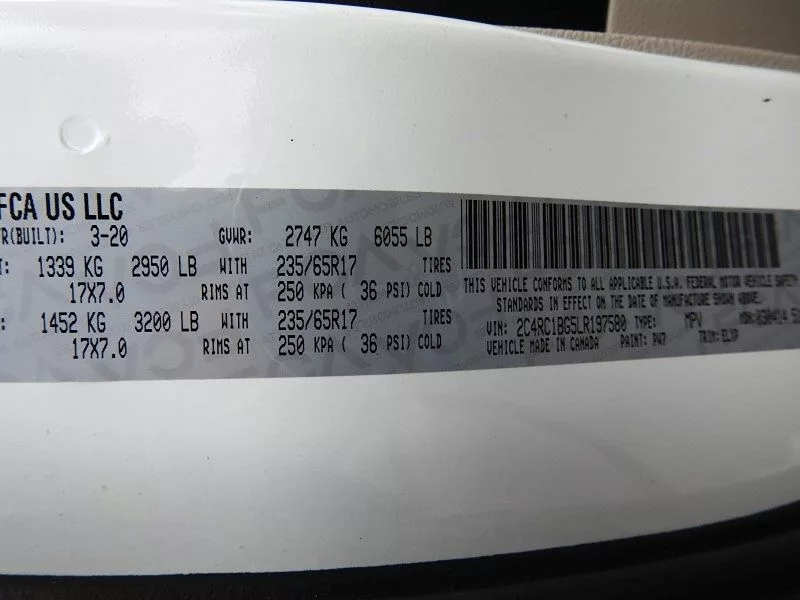 FCA US LLC
FR(BUILT): 3-20 GVWR: 2747 KG 6055 LB
T: 1339 KG 2950 LB WITH 235/65R17 TIRES
17X7.0 RIMS AT 250 KPA ( 36 PSI) COLD
: 1452 KG 3200 LB WITH 235/65R17 TIRES
17X7.0 RIMS AT 250 KPA ( 36 PSI) COLD
THIS VEHICLE CONFORMS TO ALL APPLICABLE U.S.A. FEDERAL MOTOR VEHICLE SAFETY
STANDARDS IN EFFECT ON THE DATE OF MANUFACTURE SHOWN ABOVE.
VIN: 2C4RC1BG5LR197580 TYPE: MPV MDH:
VEHICLE MADE IN CANADA PAINT: PW7 TRIM: